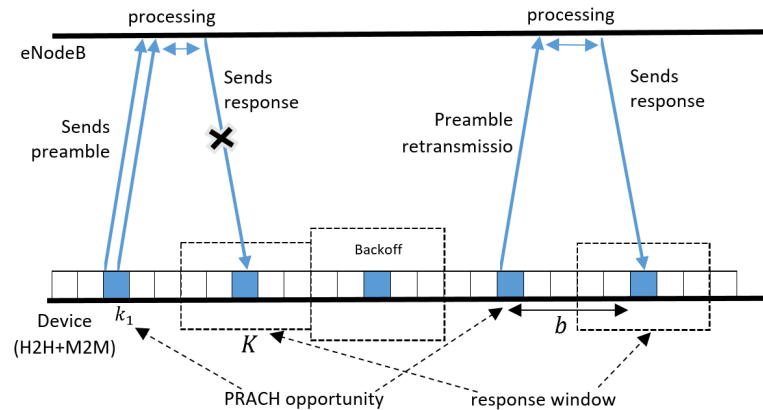 processing
processing
eNodeB
Sends
response
Sends
response
Sends
preamble
Preamble
retransmissio
Backoff
k₁
Device
(H2H+M2M)
K
b
PRACH opportunity
response window